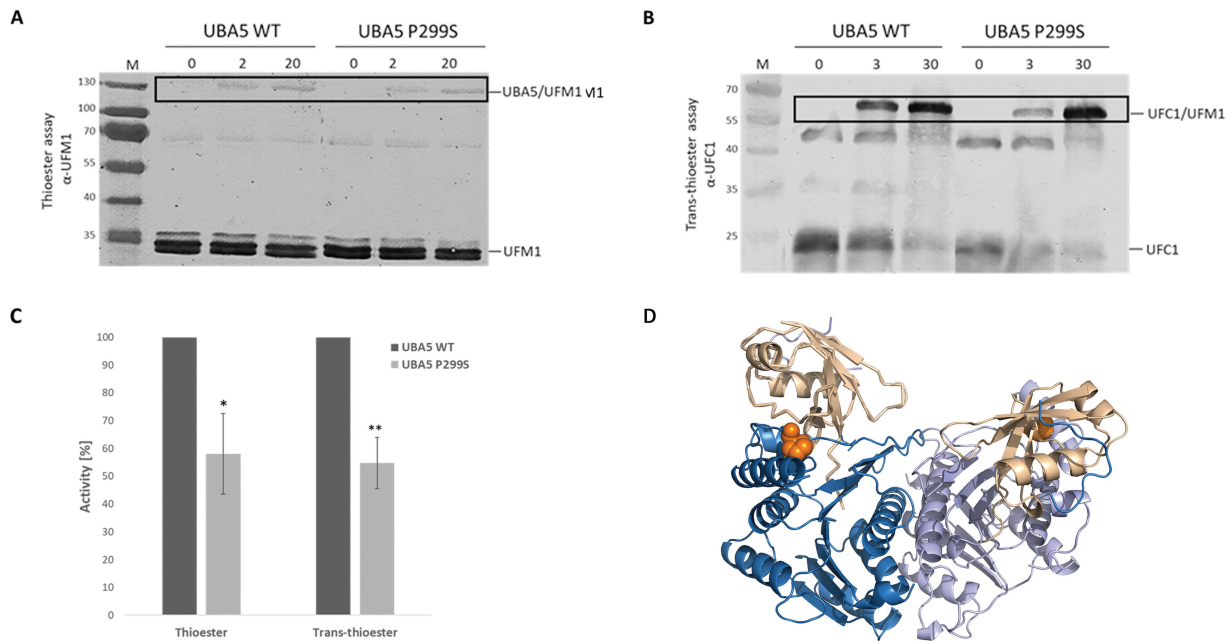 A
UBA5 WT UBA5 P299S
M 0 2 20 0 2 20
130
100
70
55
40
35
Thioester assay
α-UFM1
UBA5/UFM1 M1
UFM1
B
UBA5 WT UBA5 P299S
M 0 3 30 0 3 30
70
55
40
35
25
Trans-thioester assay
α-UFC1
UFC1/UFM1
UFC1
C
Activity [%]
100
90
80
70
60
50
40
30
20
10
0
UBA5 WT
UBA5 P299S
*
**
Thioester Trans-thioester
D